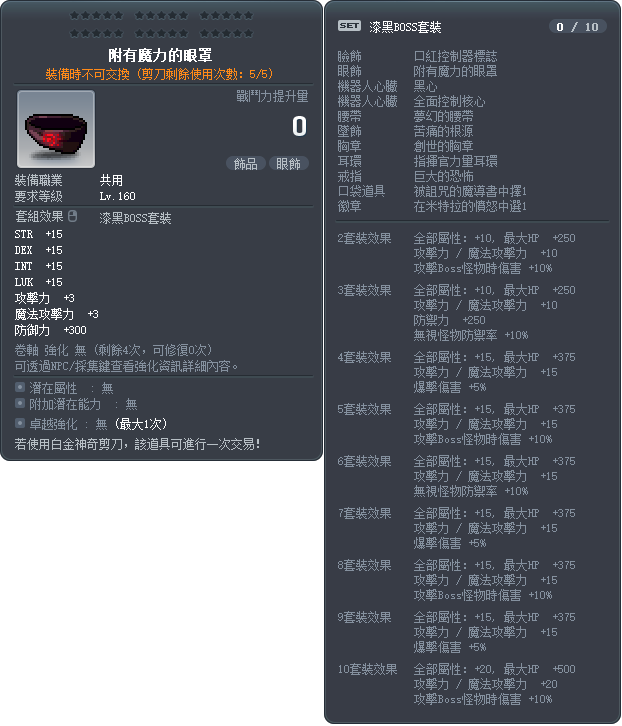 附有魔力的眼罩
裝備時不可交換 (剪刀剩餘使用次數: 5/5)
戰鬥力提升量
0
飾品 眼飾
裝備職業 共用
要求等級 Lv.160
套組效果 漆黑BOSS套裝
STR +15
DEX +15
INT +15
LUK +15
攻擊力 +3
魔法攻擊力 +3
防御力 +300
卷軸 強化 無 (剩餘4次, 可修復0次)
可透過NPC/採集鍵查看強化資訊詳細內容。
潛在屬性 : 無
附加潛在能力 : 無
卓越強化 : 無 (最大1次)
若使用白金神奇剪刀，該道具可進行一次交易!
SET 漆黑BOSS套裝 0 / 10
臉飾 口紅控制器標誌
眼飾 附有魔力的眼罩
機器人心臟 黑心
機器人心臟 全面控制核心
腰帶 夢幻的腰帶
墜飾 苦痛的根源
胸章 創世的胸章
耳環 指揮官力量耳環
戒指 巨大的恐怖
口袋道具 被詛咒的魔導書中擇1
徽章 在米特拉的憤怒中選1
2套裝效果 全部屬性: +10, 最大HP +250
攻擊力 / 魔法攻擊力 +10
攻擊Boss怪物時傷害 +10%
3套裝效果 全部屬性: +10, 最大HP +250
攻擊力 / 魔法攻擊力 +10
防禦力 +250
無視怪物防禦率 +10%
4套裝效果 全部屬性: +15, 最大HP +375
攻擊力 / 魔法攻擊力 +15
爆擊傷害 +5%
5套裝效果 全部屬性: +15, 最大HP +375
攻擊力 / 魔法攻擊力 +15
攻擊Boss怪物時傷害 +10%
6套裝效果 全部屬性: +15, 最大HP +375
攻擊力 / 魔法攻擊力 +15
無視怪物防禦率 +10%
7套裝效果 全部屬性: +15, 最大HP +375
攻擊力 / 魔法攻擊力 +15
爆擊傷害 +5%
8套裝效果 全部屬性: +15, 最大HP +375
攻擊力 / 魔法攻擊力 +15
攻擊Boss怪物時傷害 +10%
9套裝效果 全部屬性: +15, 最大HP +375
攻擊力 / 魔法攻擊力 +15
爆擊傷害 +5%
10套裝效果 全部屬性: +20, 最大HP +500
攻擊力 / 魔法攻擊力 +20
攻擊Boss怪物時傷害 +10%